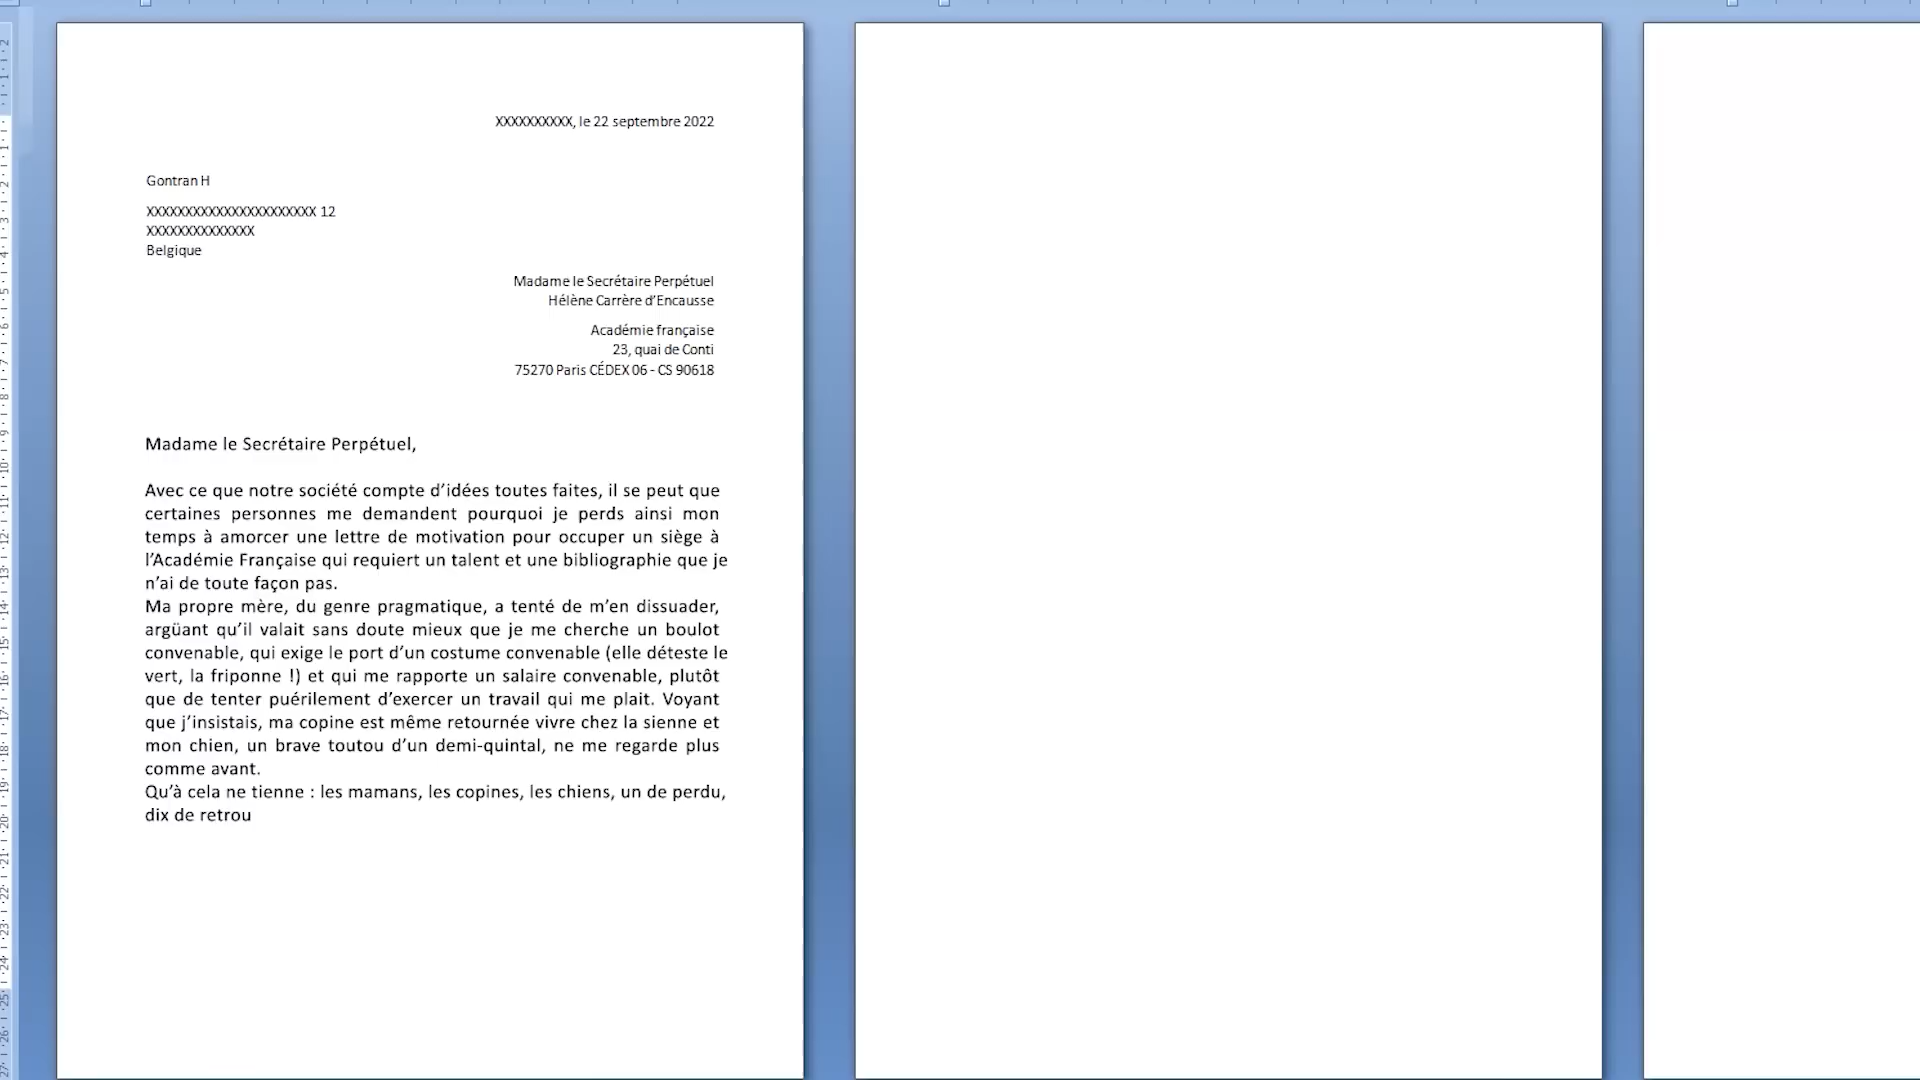 XXXXXXXXXX, le 22 septembre 2022
Gontran H
XXXXXXXXXXXXXXXXXXXXXX 12
XXXXXXXXXXXXXX
Belgique
Madame le Secrétaire Perpétuel
Hélène Carrère d’Encausse
Académie française
23, quai de Conti
75270 Paris CÉDEX 06 - CS 90618
Madame le Secrétaire Perpétuel,
Avec ce que notre société compte d’idées toutes faites, il se peut que
certaines personnes me demandent pourquoi je perds ainsi mon
temps à amorcer une lettre de motivation pour occuper un siège à
l’Académie Française qui requiert un talent et une bibliographie que je
n’ai de toute façon pas.
Ma propre mère, du genre pragmatique, a tenté de m’en dissuader,
argüant qu’il valait sans doute mieux que je me cherche un boulot
convenable, qui exige le port d’un costume convenable (elle déteste le
vert, la friponne !) et qui me rapporte un salaire convenable, plutôt
que de tenter puérilement d’exercer un travail qui me plait. Voyant
que j’insistais, ma copine est même retournée vivre chez la sienne et
mon chien, un brave toutou d’un demi-quintal, ne me regarde plus
comme avant.
Qu’à cela ne tienne : les mamans, les copines, les chiens, un de perdu,
dix de retrou